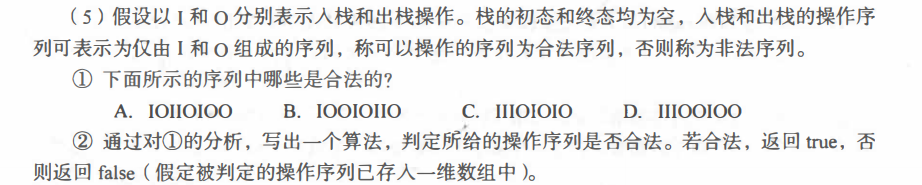 （5）假设以 I 和 O 分别表示入栈和出栈操作。栈的初态和终态均为空，入栈和出栈的操作序
列可表示为仅由 I 和 O 组成的序列，称可以操作的序列为合法序列，否则称为非法序列。
① 下面所示的序列中哪些是合法的？
A. IOIIOIOO B. IOOIOIIO C. IIIOIOIO D. IIIOOIOO
② 通过对①的分析，写出一个算法，判定所给的操作序列是否合法。若合法，返回 true，否
则返回 false（假定被判定的操作序列已存入一维数组中）。